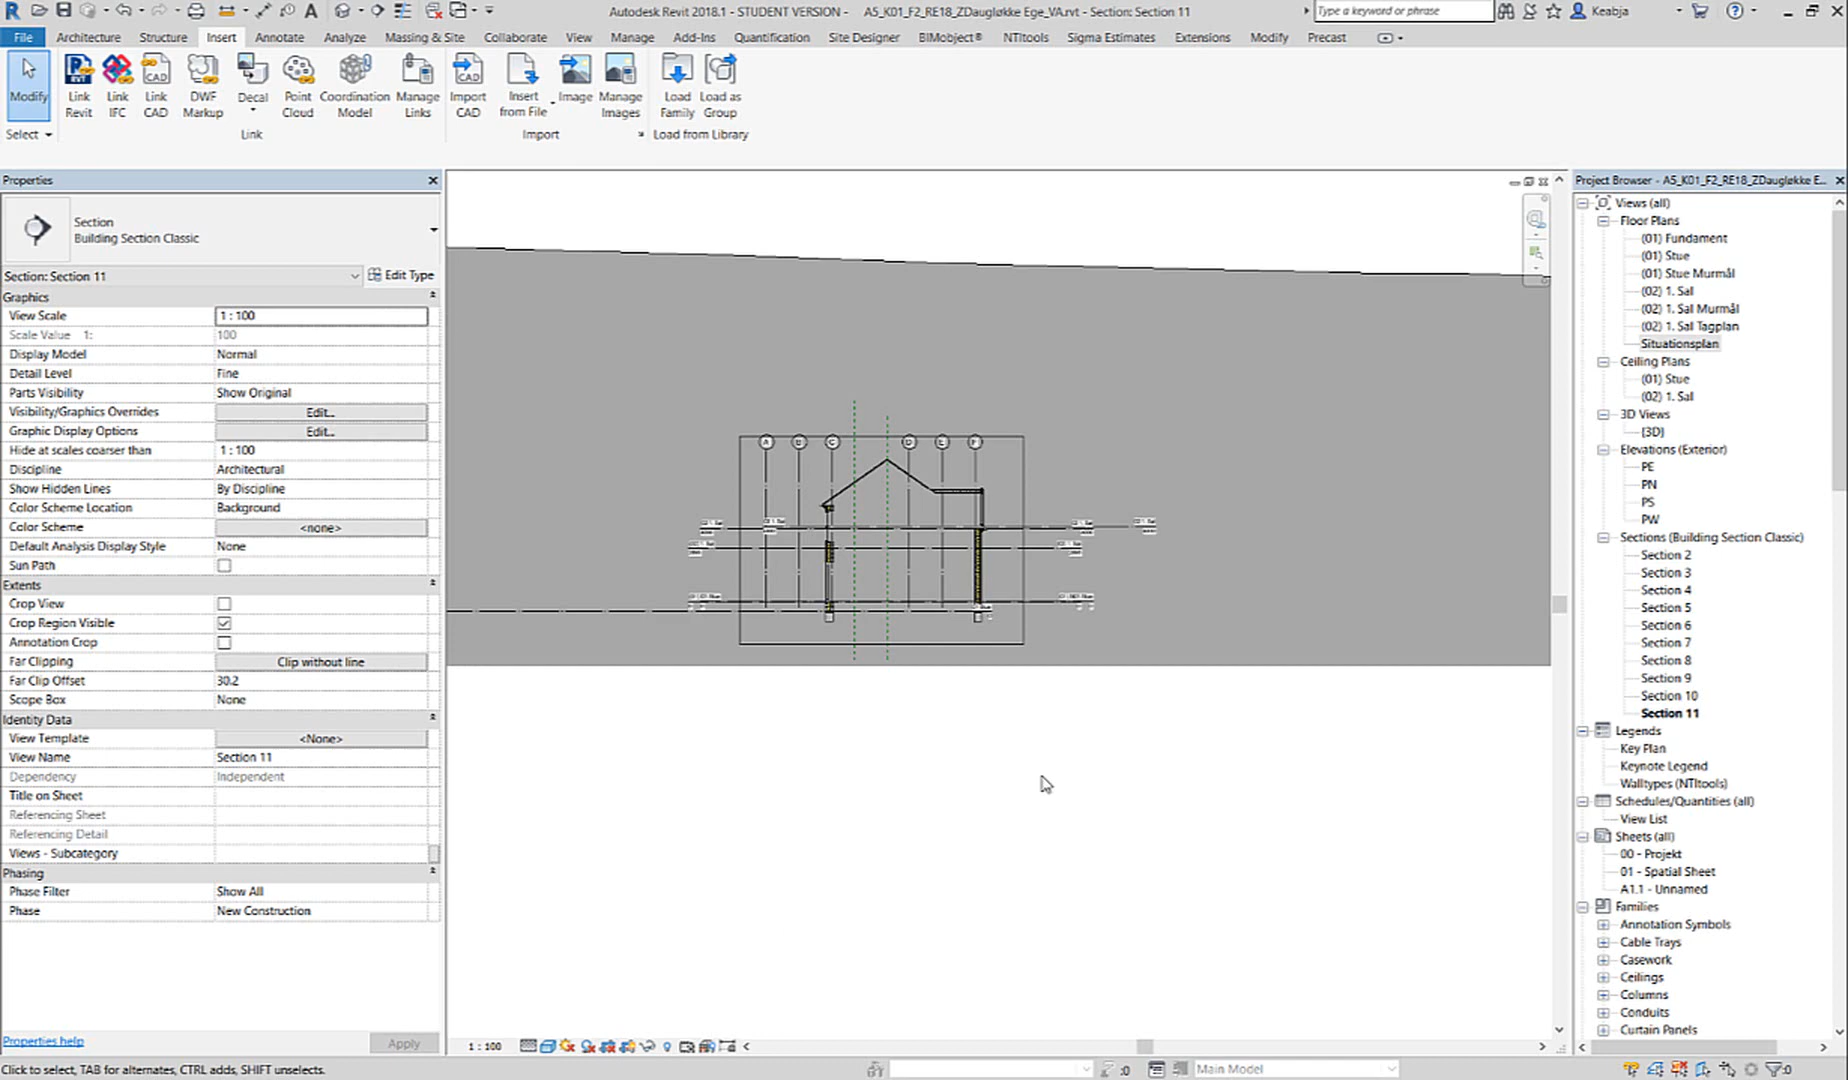 Autodesk Revit 2018.1 - STUDENT VERSION - A5_K01_F2_RE18_ZDaugløkke Ege_VA.rvt - Section: Section 11
Type a keyword or phrase
Keabja
File Architecture Structure Insert Annotate Analyze Massing & Site Collaborate View Manage Add-Ins Quantification Site Designer BIMobject® NTItools Sigma Estimates Extensions Modify Precast
Modify
Link Revit
Link IFC
Link CAD
DWF Markup
Decal
Point Cloud
Coordination Model
Manage Links
Import CAD
Insert from File
Image
Manage Images
Load Family
Load as Group
Select
Link
Import
Load from Library
Properties
Section
Building Section Classic
Section: Section 11
Edit Type
Graphics
View Scale 1 : 100
Scale Value 1: 100
Display Model Normal
Detail Level Fine
Parts Visibility Show Original
Visibility/Graphics Overrides Edit...
Graphic Display Options Edit...
Hide at scales coarser than 1 : 100
Discipline Architectural
Show Hidden Lines By Discipline
Color Scheme Location Background
Color Scheme <none>
Default Analysis Display Style None
Sun Path
Extents
Crop View
Crop Region Visible
Annotation Crop
Far Clipping Clip without line
Far Clip Offset 30.2
Scope Box None
Identity Data
View Template <None>
View Name Section 11
Dependency Independent
Title on Sheet
Referencing Sheet
Referencing Detail
Views - Subcategory
Phasing
Phase Filter Show All
Phase New Construction
Properties help
Apply
A B C D E F
1 : 100
Project Browser - A5_K01_F2_RE18_ZDaugløkke E...
Views (all)
Floor Plans
(01) Fundament
(01) Stue
(01) Stue Murmål
(02) 1. Sal
(02) 1. Sal Murmål
(02) 1. Sal Tagplan
Situationsplan
Ceiling Plans
(01) Stue
(02) 1. Sal
3D Views
{3D}
Elevations (Exterior)
PE
PN
PS
PW
Sections (Building Section Classic)
Section 2
Section 3
Section 4
Section 5
Section 6
Section 7
Section 8
Section 9
Section 10
Section 11
Legends
Key Plan
Keynote Legend
Walltypes (NTItools)
Schedules/Quantities (all)
View List
Sheets (all)
00 - Projekt
01 - Spatial Sheet
A1.1 - Unnamed
Families
Annotation Symbols
Cable Trays
Casework
Ceilings
Columns
Conduits
Curtain Panels
Click to select, TAB for alternates, CTRL adds, SHIFT unselects.
:0
Main Model
:0